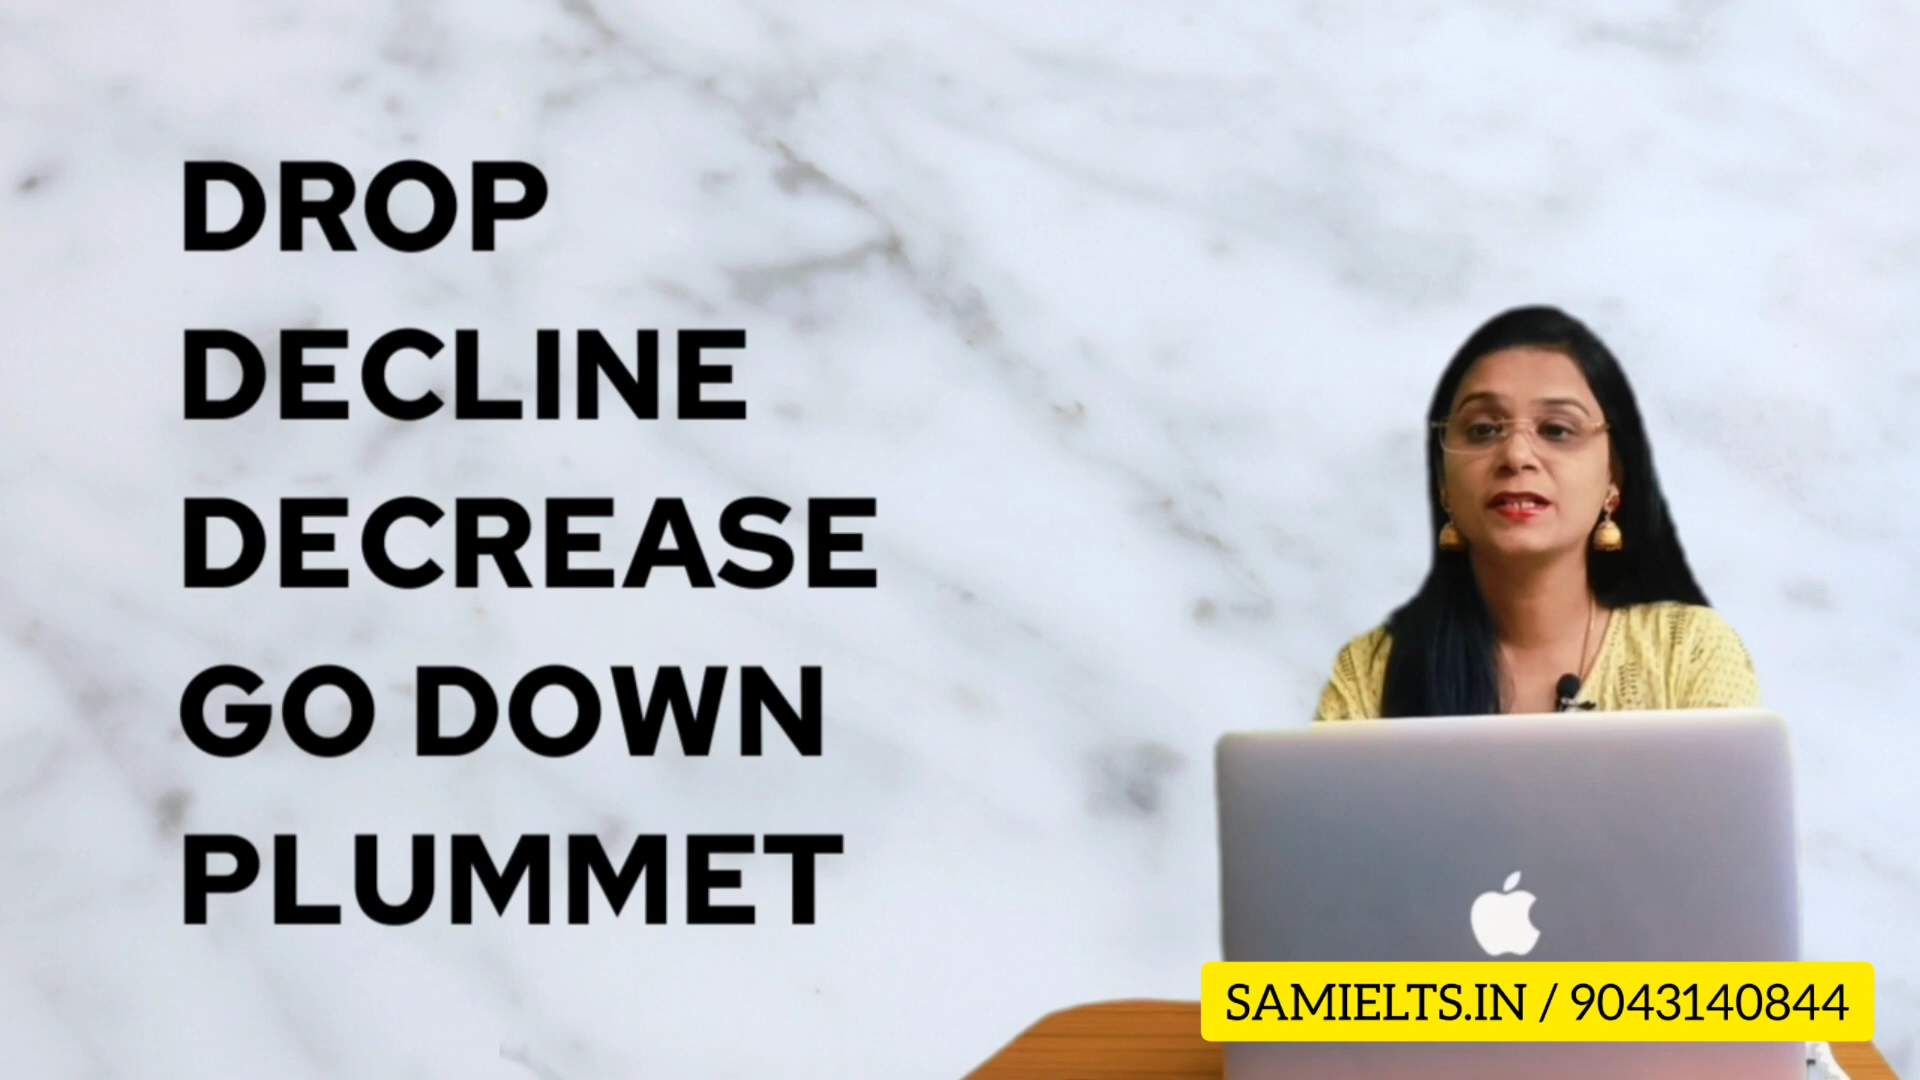 DROP
DECLINE
DECREASE
GO DOWN
PLUMMET
SAMIELTS.IN / 9043140844